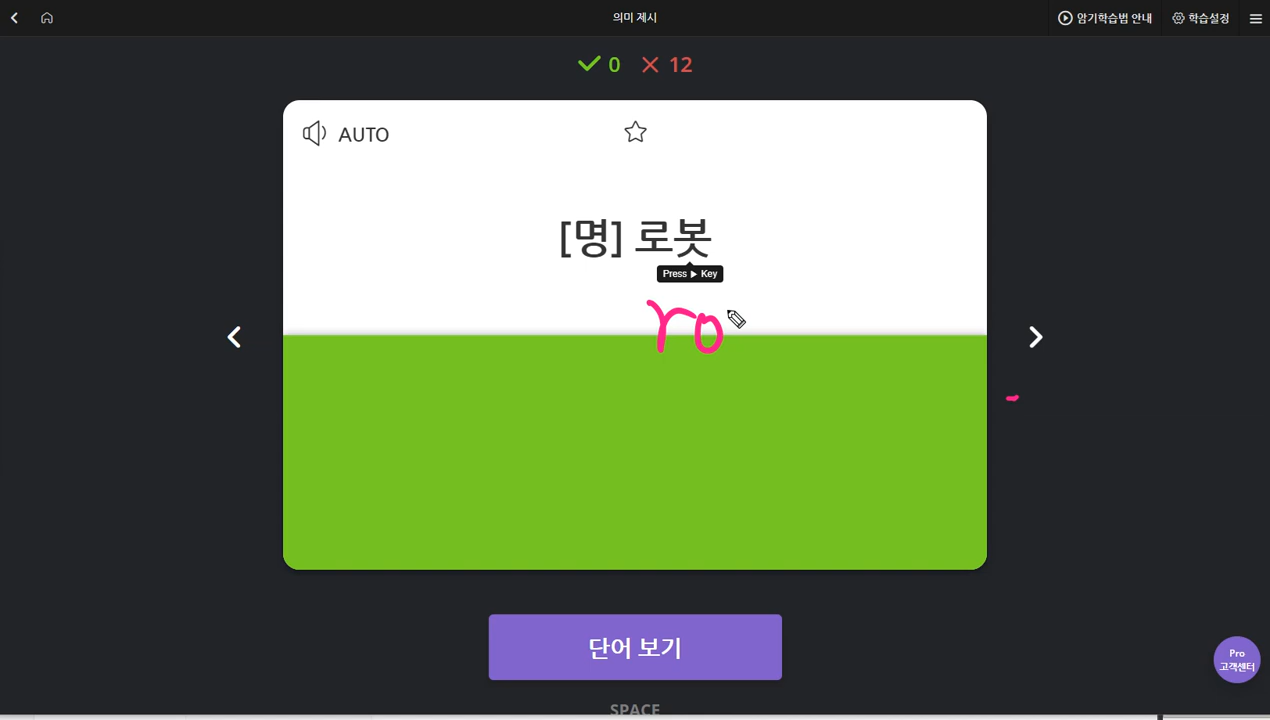 의미 제시
암기학습법 안내
학습설정
0
12
AUTO
[명] 로봇
Press ▶ Key
ro
단어 보기
Pro
고객센터
SPACE